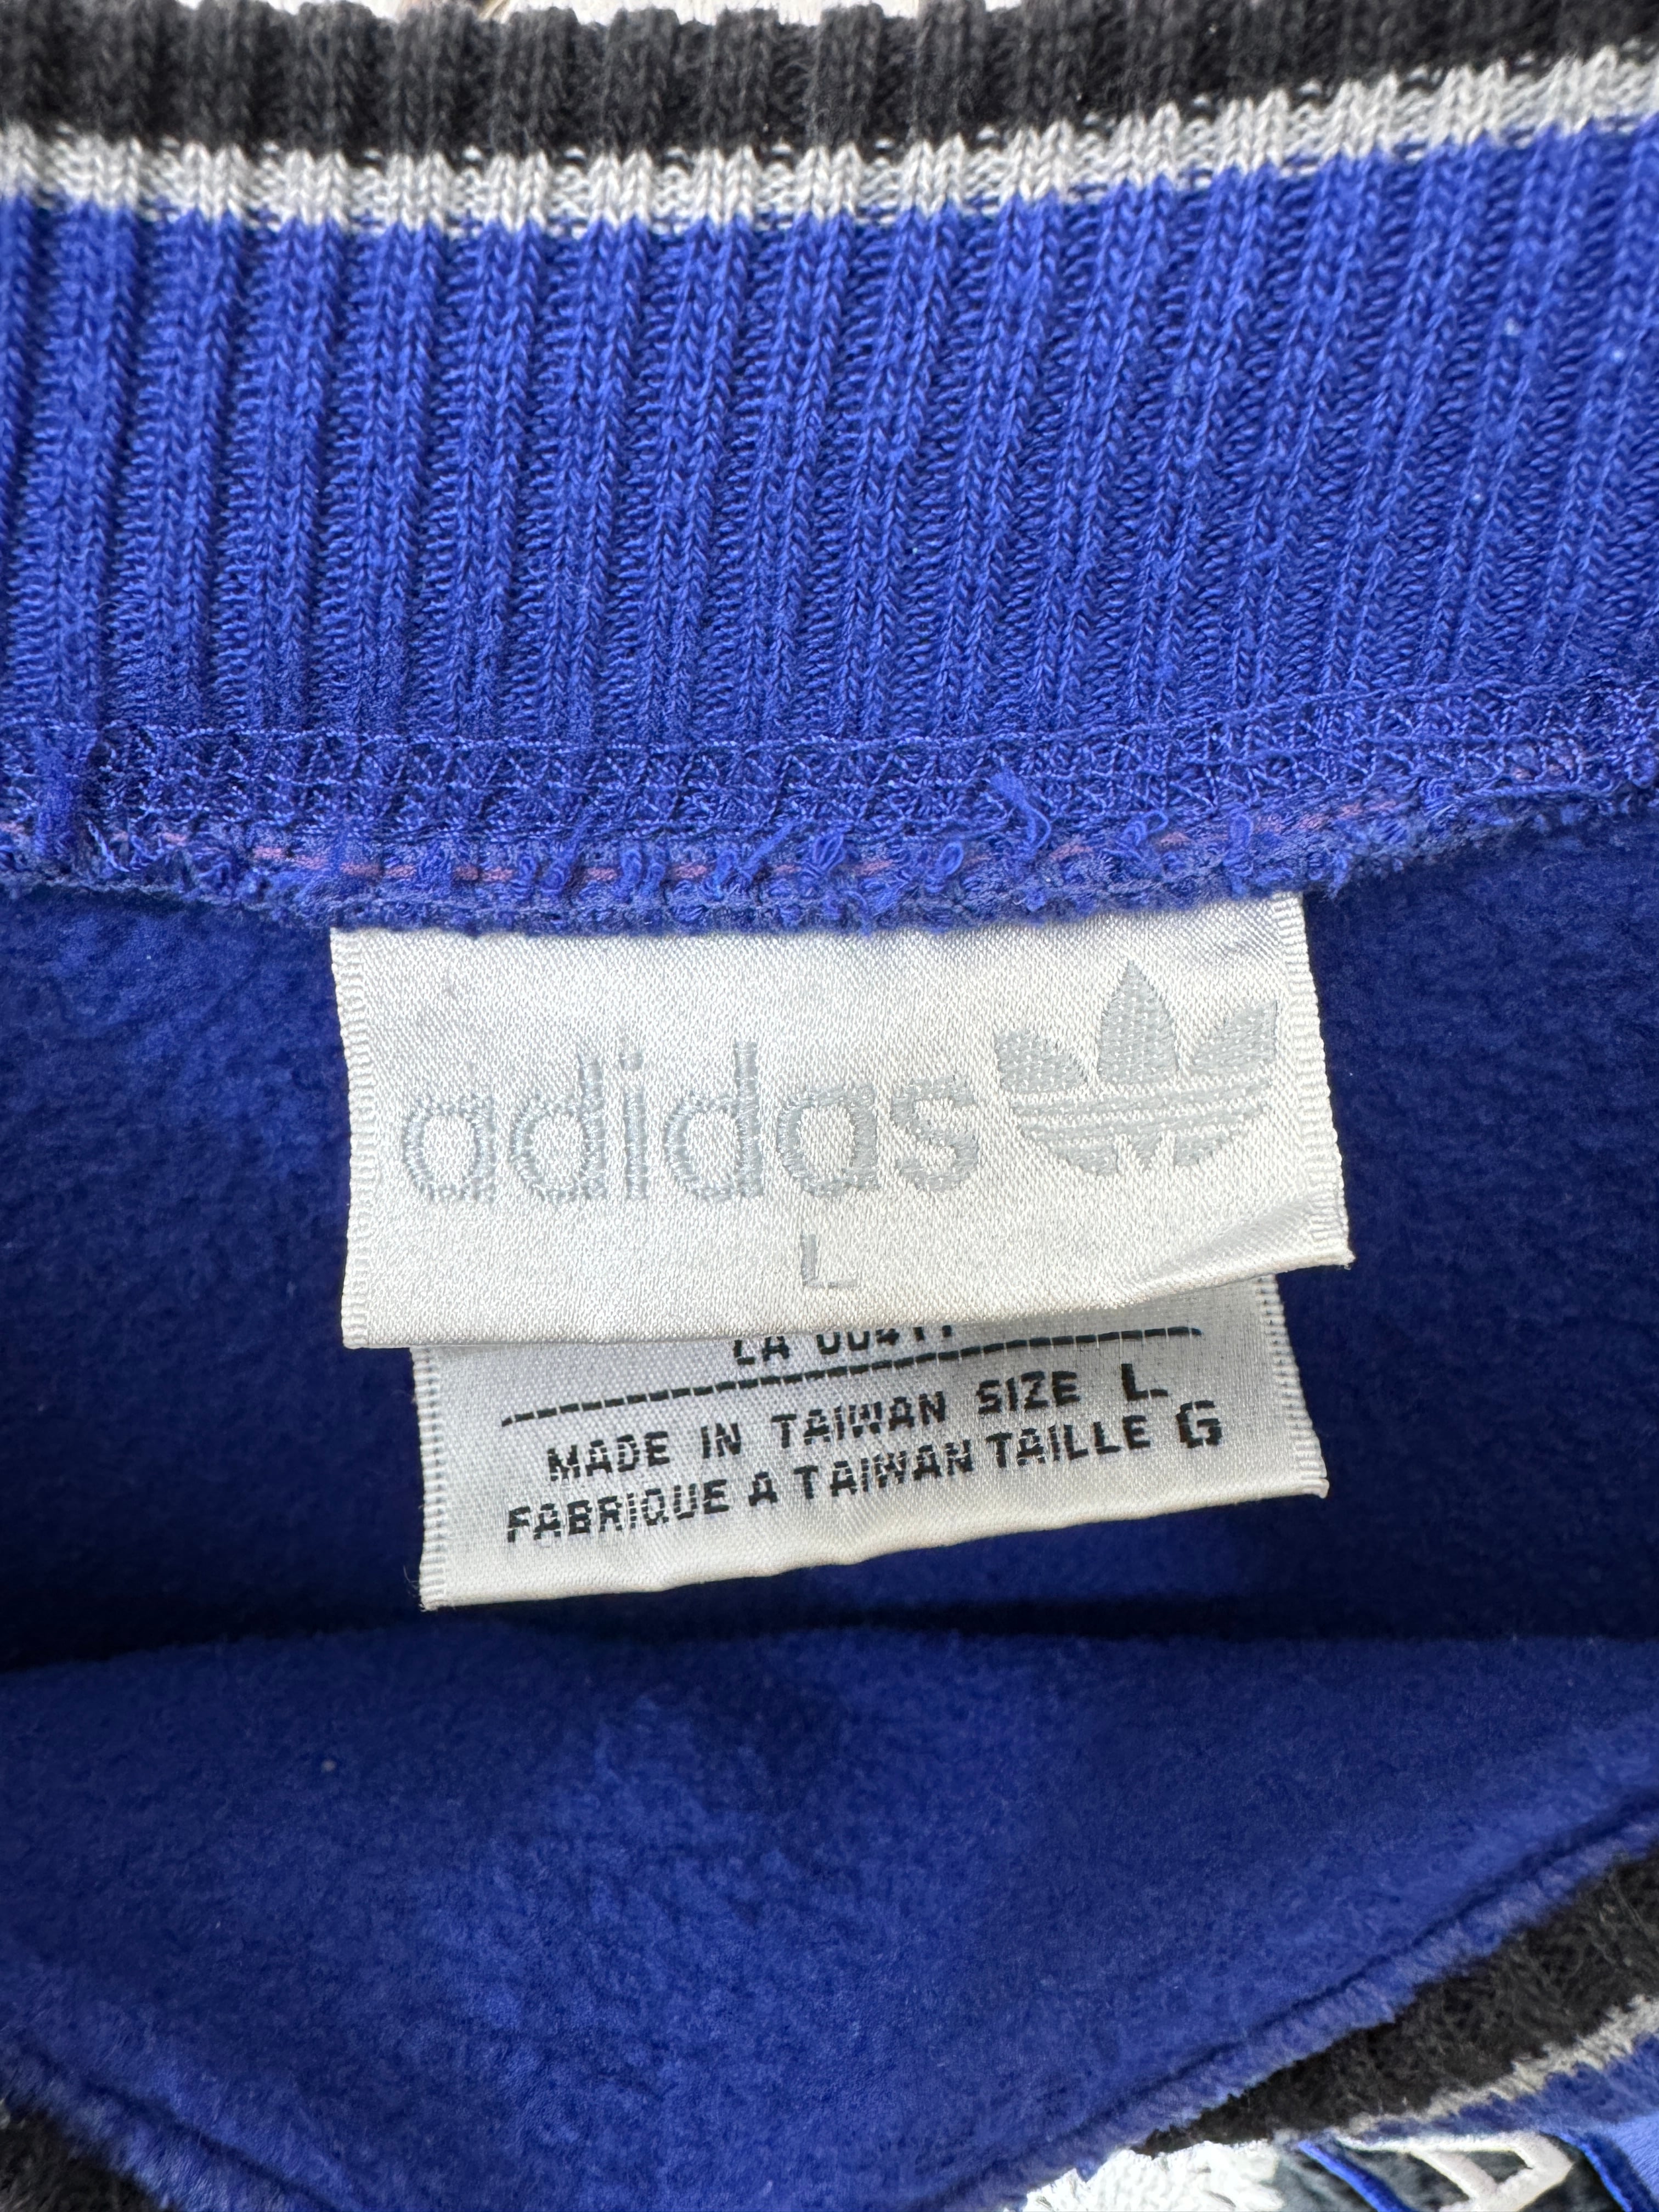 adidas
L
MADE IN TAIWAN SIZE L
FABRIQUE A TAIWAN TAILLE G